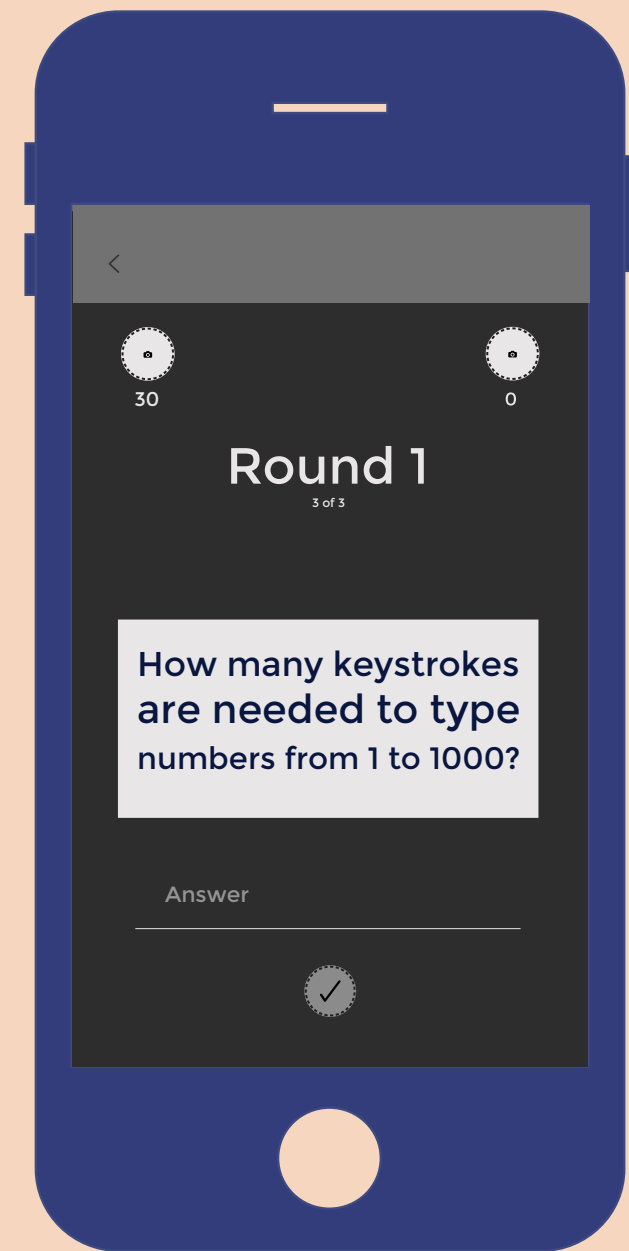 30
0
Round 1
3 of 3
How many keystrokes
are needed to type
numbers from 1 to 1000?
Answer